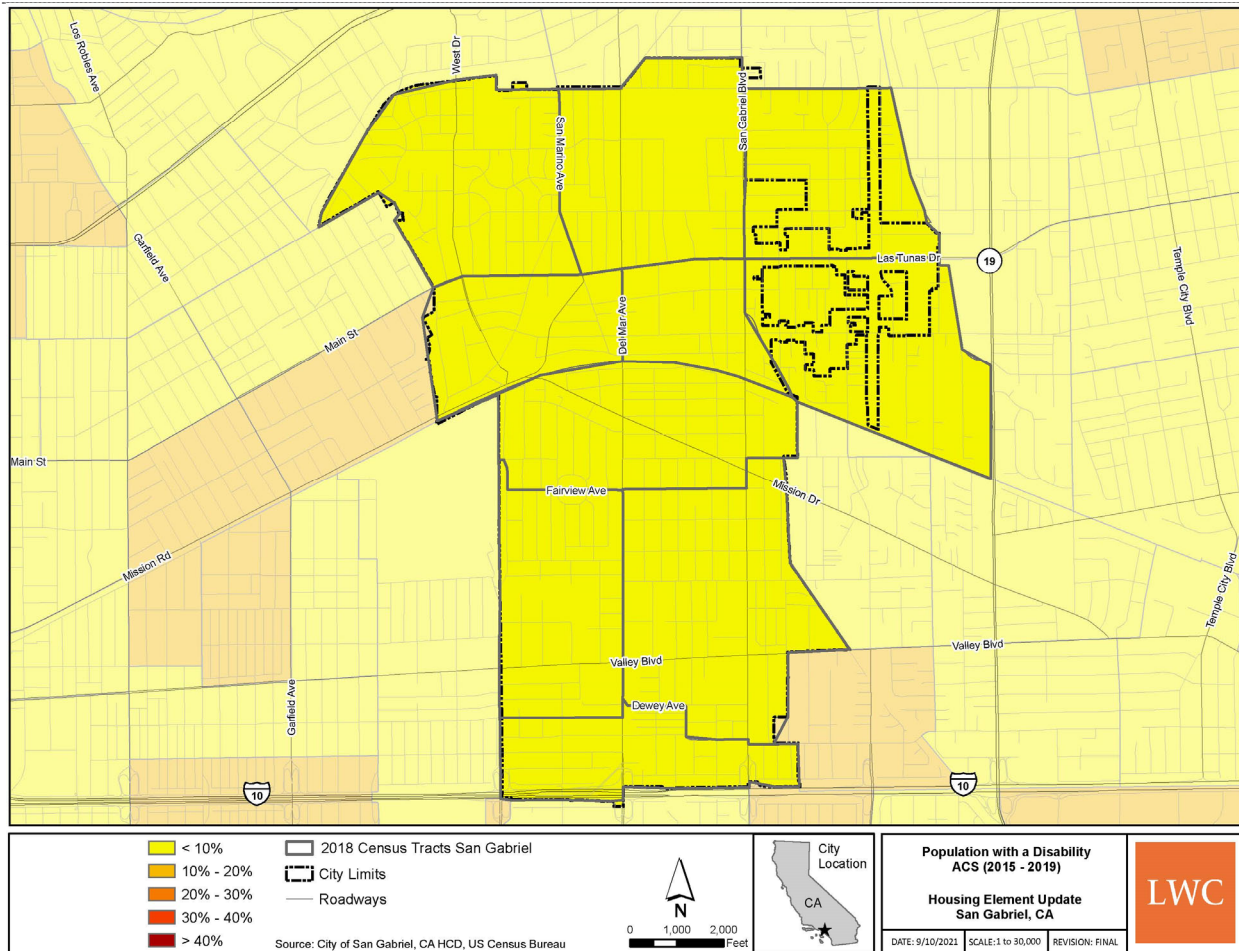 Los Robles Ave
West Dr
San Marino Ave
San Gabriel Blvd
Garfield Ave
Las Tunas Dr
19
Temple City Blvd
Main St
Del Mar Ave
Main St
Fairview Ave
Mission Dr
Mission Rd
Temple City Blvd
Valley Blvd
Valley Blvd
Garfield Ave
Dewey Ave
10
10
< 10%
10% - 20%
20% - 30%
30% - 40%
> 40%
2018 Census Tracts San Gabriel
City Limits
Roadways
Source: City of San Gabriel, CA HCD, US Census Bureau
N
0 1,000 2,000
Feet
City
Location
CA
Population with a Disability
ACS (2015 - 2019)
Housing Element Update
San Gabriel, CA
DATE: 9/10/2021 SCALE:1 to 30,000 REVISION: FINAL
LWC